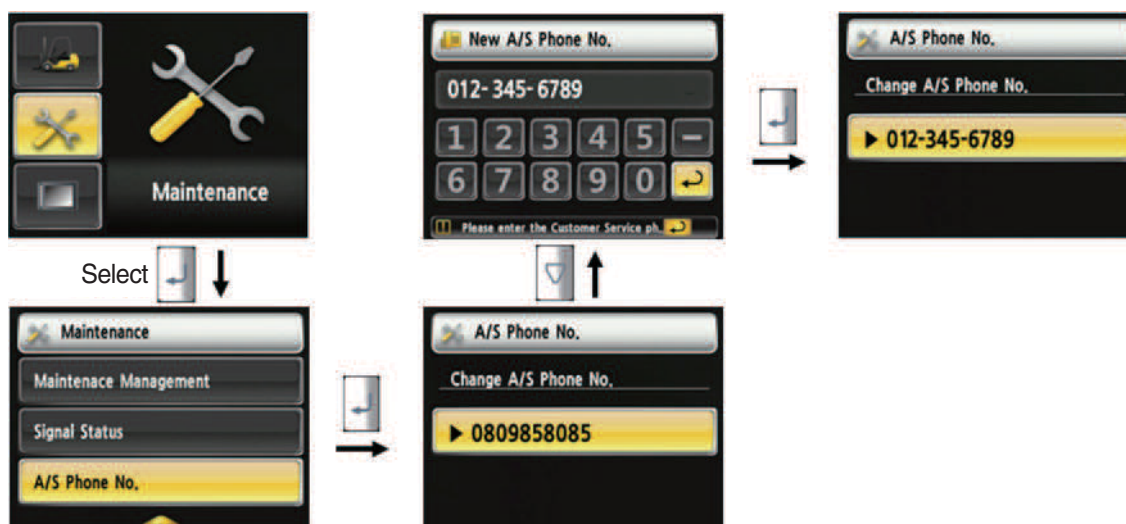 Maintenance
Select
Maintenance
Maintenace Management
Signal Status
A/S Phone No.
A/S Phone No.
Change A/S Phone No.
▶ 0809858085
New A/S Phone No.
012-345-6789
1 2 3 4 5 -
6 7 8 9 0
Please enter the Customer Service ph.
A/S Phone No.
Change A/S Phone No.
▶ 012-345-6789